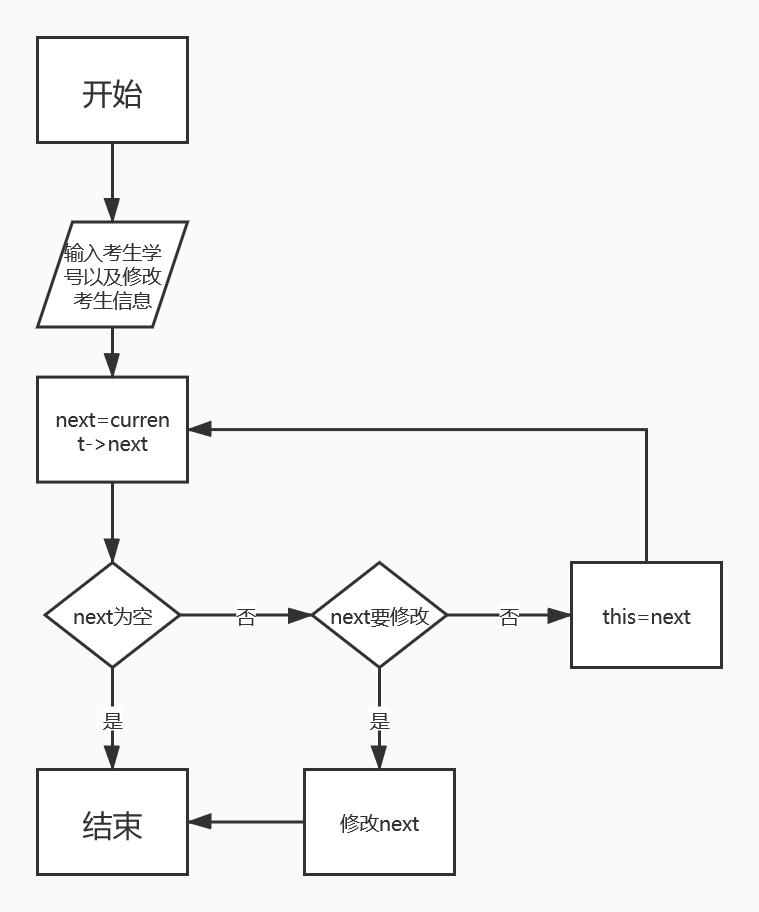 开始
输入考生学
号以及修改
考生信息
next=curren
t->next
next为空
否
next要修改
否
this=next
是
是
结束
修改next